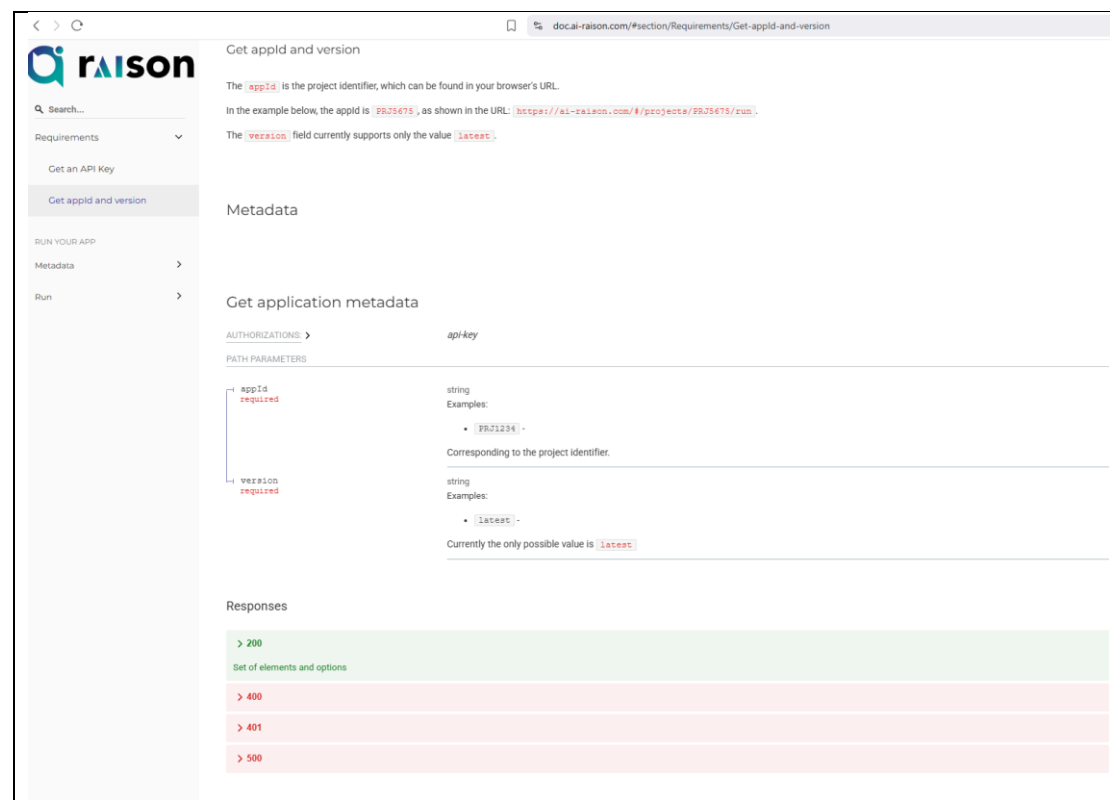 doc.ai-raison.com/#section/Requirements/Get-appId-and-version
raison
Search...
Requirements
Get an API Key
Get appId and version
RUN YOUR APP
Metadata
Run
Get appId and version
The appId is the project identifier, which can be found in your browser's URL.
In the example below, the appId is PRJ5675 , as shown in the URL: https://ai-raison.com/#/projects/PRJ5675/run .
The version field currently supports only the value latest .
Metadata
Get application metadata
AUTHORIZATIONS: api-key
PATH PARAMETERS
appId string
required Examples:
• PRJ1234 -
Corresponding to the project identifier.
version string
required Examples:
• latest -
Currently the only possible value is latest
Responses
200
Set of elements and options
400
401
500